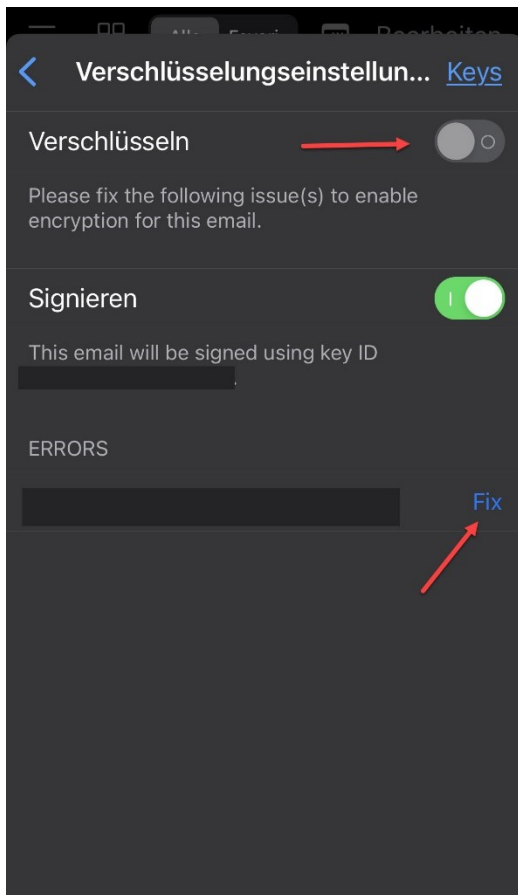 Verschlüsselungseinstellun... Keys
Verschlüsseln
Please fix the following issue(s) to enable
encryption for this email.
Signieren
This email will be signed using key ID
ERRORS
Fix